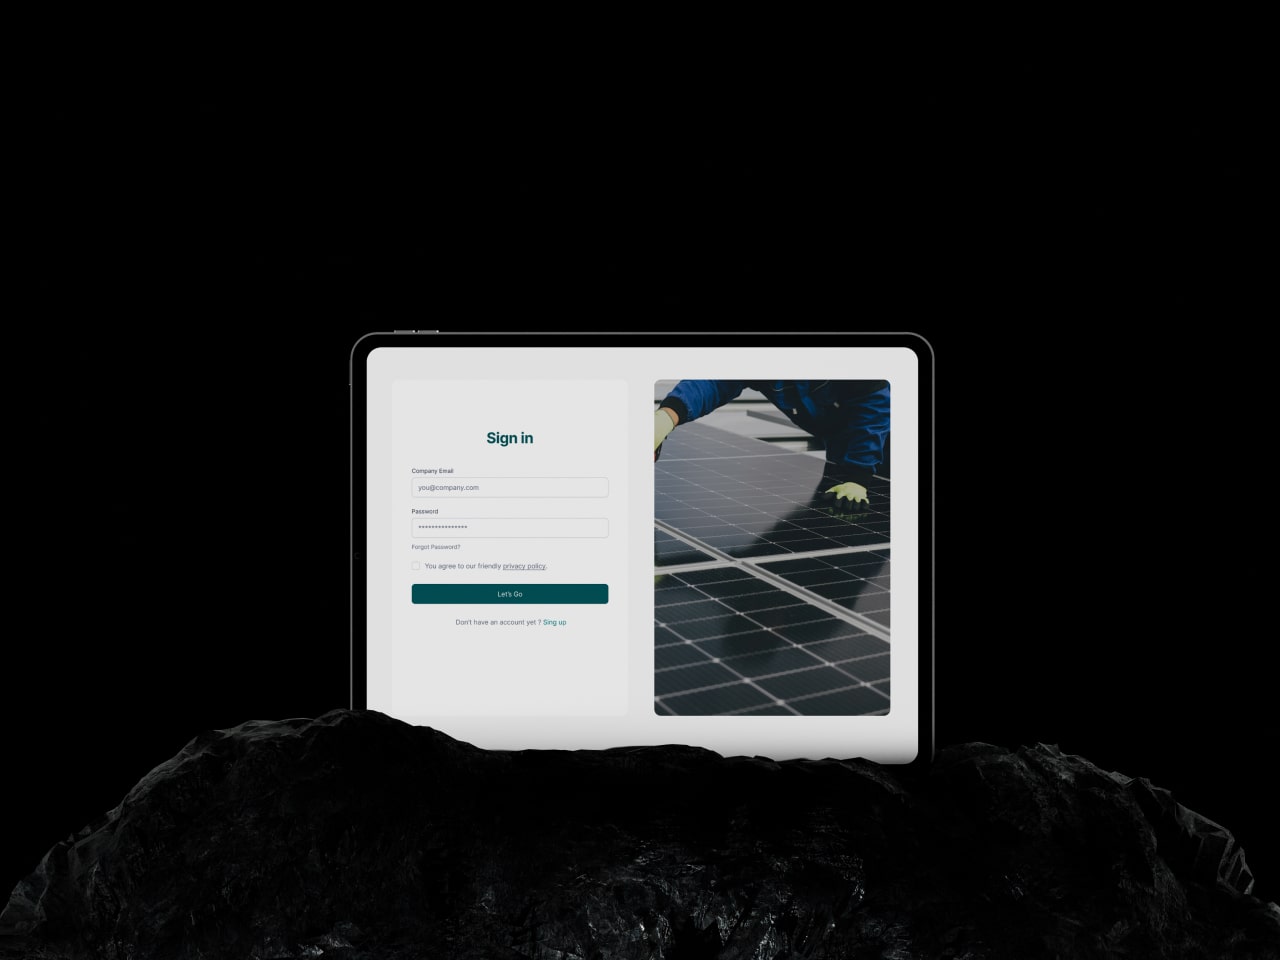 Sign in
Company Email
you@company.com
Password
***************
Forgot Password?
You agree to our friendly privacy policy.
Let's Go
Don't have an account yet ? Sing up